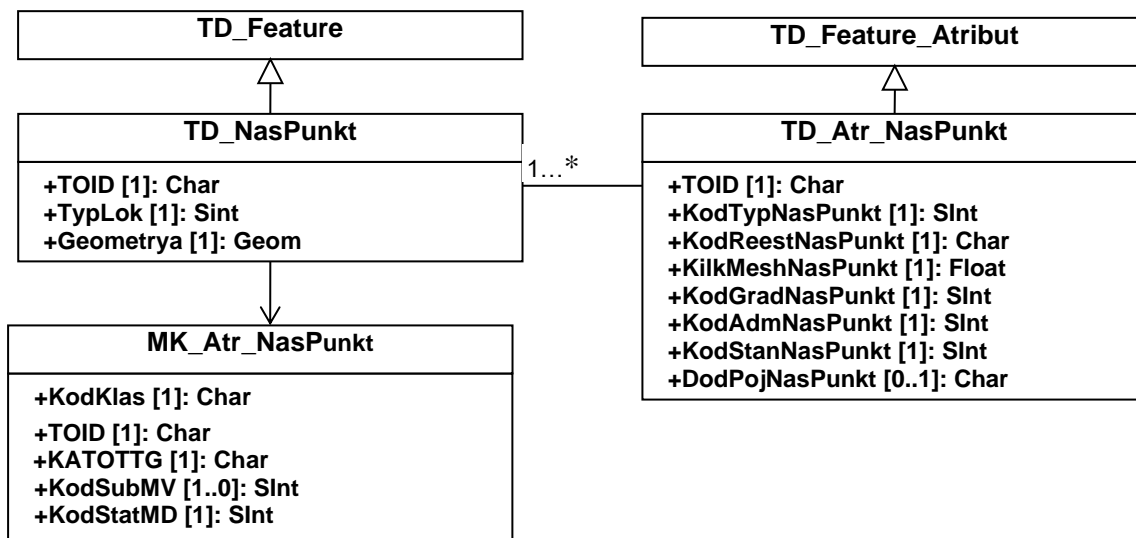 TD_Feature
TD_Feature_Atribut
TD_NasPunkt
+TOID [1]: Char
+TypLok [1]: Sint
+Geometrya [1]: Geom
1...*
TD_Atr_NasPunkt
+TOID [1]: Char
+KodTypNasPunkt [1]: SInt
+KodReestNasPunkt [1]: Char
+KilkMeshNasPunkt [1]: Float
+KodGradNasPunkt [1]: SInt
+KodAdmNasPunkt [1]: SInt
+KodStanNasPunkt [1]: SInt
+DodPojNasPunkt [0..1]: Char
MK_Atr_NasPunkt
+KodKlas [1]: Char
+TOID [1]: Char
+KATOTTG [1]: Char
+KodSubMV [1..0]: SInt
+KodStatMD [1]: SInt